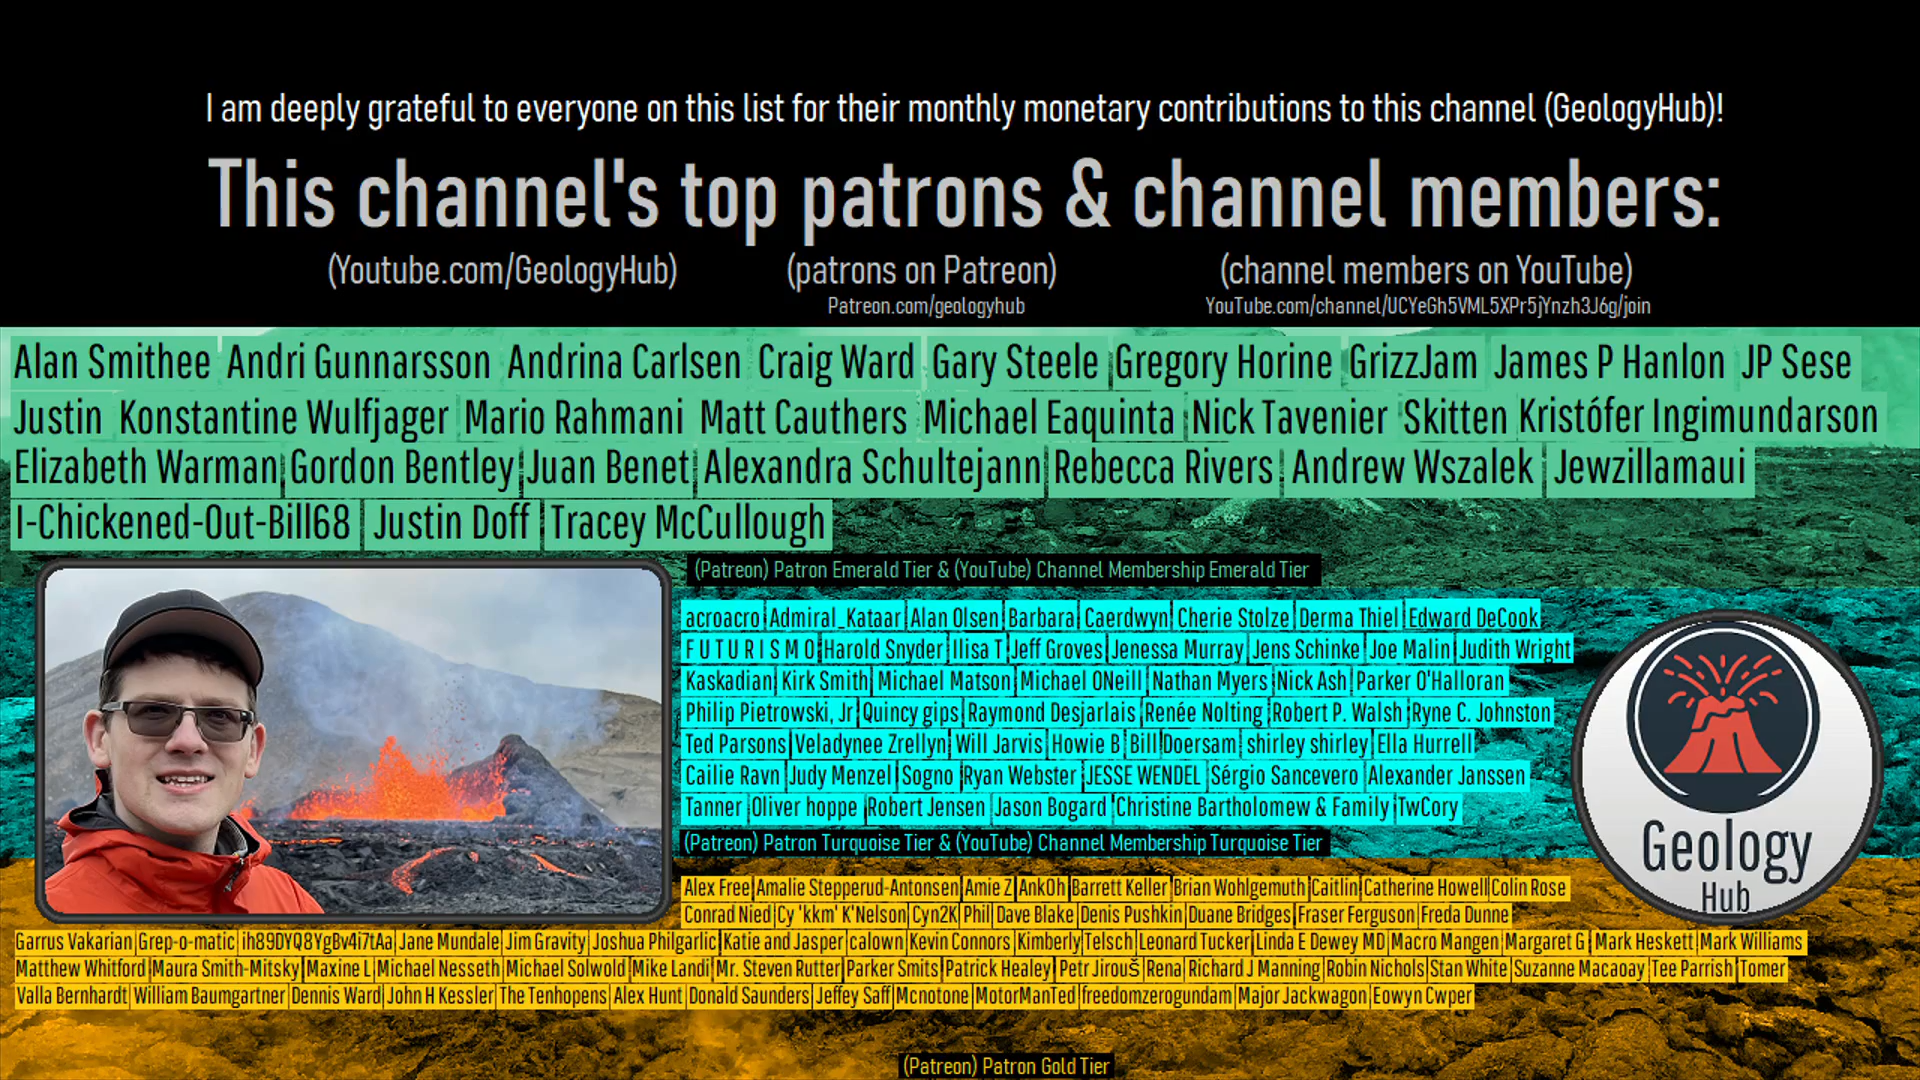 I am deeply grateful to everyone on this list for their monthly monetary contributions to this channel (GeologyHub)!
This channel's top patrons & channel members:
(Youtube.com/GeologyHub) (patrons on Patreon) (channel members on YouTube)
Patreon.com/geologyhub YouTube.com/channel/UCYeGh5VML5XPr5jYnzh3J6g/join
Alan Smithee Andri Gunnarsson Andrina Carlsen Craig Ward Gary Steele Gregory Horine GrizzJam James P Hanlon JP Sese
Justin Konstantine Wulfjager Mario Rahmani Matt Cauthers Michael Eaquinta Nick Tavenier Skitten Kristófer Ingimundarson
Elizabeth Warman Gordon Bentley Juan Benet Alexandra Schultejann Rebecca Rivers Andrew Wszalek Jewzillamaui
I-Chickened-Out-Bill68 Justin Doff Tracey McCullough
(Patreon) Patron Emerald Tier & (YouTube) Channel Membership Emerald Tier
acroacro Admiral_Kataar Alan Olsen Barbara Caerdwyn Cherie Stolze Derma Thiel Edward DeCook
F U T U R I S M O Harold Snyder Ilisa T Jeff Groves Jenessa Murray Jens Schinke Joe Malin Judith Wright
Kaskadian Kirk Smith Michael Matson Michael ONeill Nathan Myers Nick Ash Parker O'Halloran
Philip Pietrowski, Jr Quincy gips Raymond Desjarlais Renée Nolting Robert P. Walsh Ryne C. Johnston
Ted Parsons Veladynee Zrellyn Will Jarvis Howie B Bill Doersam shirley shirley Ella Hurrell
Cailie Ravn Judy Menzel Sogno Ryan Webster JESSE WENDEL Sérgio Sancevero Alexander Janssen
Tanner Oliver hoppe Robert Jensen Jason Bogard Christine Bartholomew & Family TwCory
(Patreon) Patron Turquoise Tier & (YouTube) Channel Membership Turquoise Tier
Geology
Hub
Alex Free Amalie Stepperud-Antonsen Amie Z AnkOh Barrett Keller Brian Wohlgemuth Caitlin Catherine Howell Colin Rose
Conrad Nied Cy 'kkm' K'Nelson Cyn2K Phil Dave Blake Denis Pushkin Duane Bridges Fraser Ferguson Freda Dunne
Garrus Vakarian Grep-o-matic ih89DYQ8YgBv4i7tAa Jane Mundale Jim Gravity Joshua Philgarlic Katie and Jasper calown Kevin Connors Kimberly Telsch Leonard Tucker Linda E Dewey MD Macro Mangen Margaret G Mark Heskett Mark Williams
Matthew Whitford Maura Smith-Mitsky Maxine L Michael Nesseth Michael Solwold Mike Landi Mr. Steven Rutter Parker Smits Patrick Healey Petr Jirouš Rena Richard J Manning Robin Nichols Stan White Suzanne Macaoay Tee Parrish Tomer
Valla Bernhardt William Baumgartner Dennis Ward John H Kessler The Tenhopens Alex Hunt Donald Saunders Jeffey Saff Mcnotone MotorManTed freedomzerogundam Major Jackwagon Eowyn Cwper
(Patreon) Patron Gold Tier